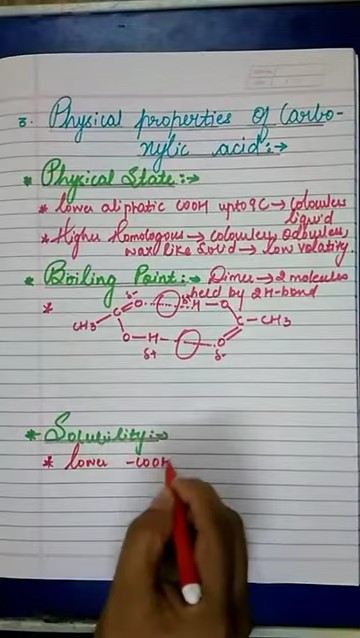 3. Physical properties of Carbo-
xylic acid:→
* Physical State:→
* Lower aliphatic COOH upto 9C → Colourless
liquid
* Higher Homologous → colourless, odourless,
wax like solid → low volatity.
* Boiling Point:→ Dimer → 2 molecules
held by 2H-bond
*
δ- δ+
O H – O
CH3 – C C – CH3
O – H O
δ+ δ-
* Solubility:→
* Lower -COOH